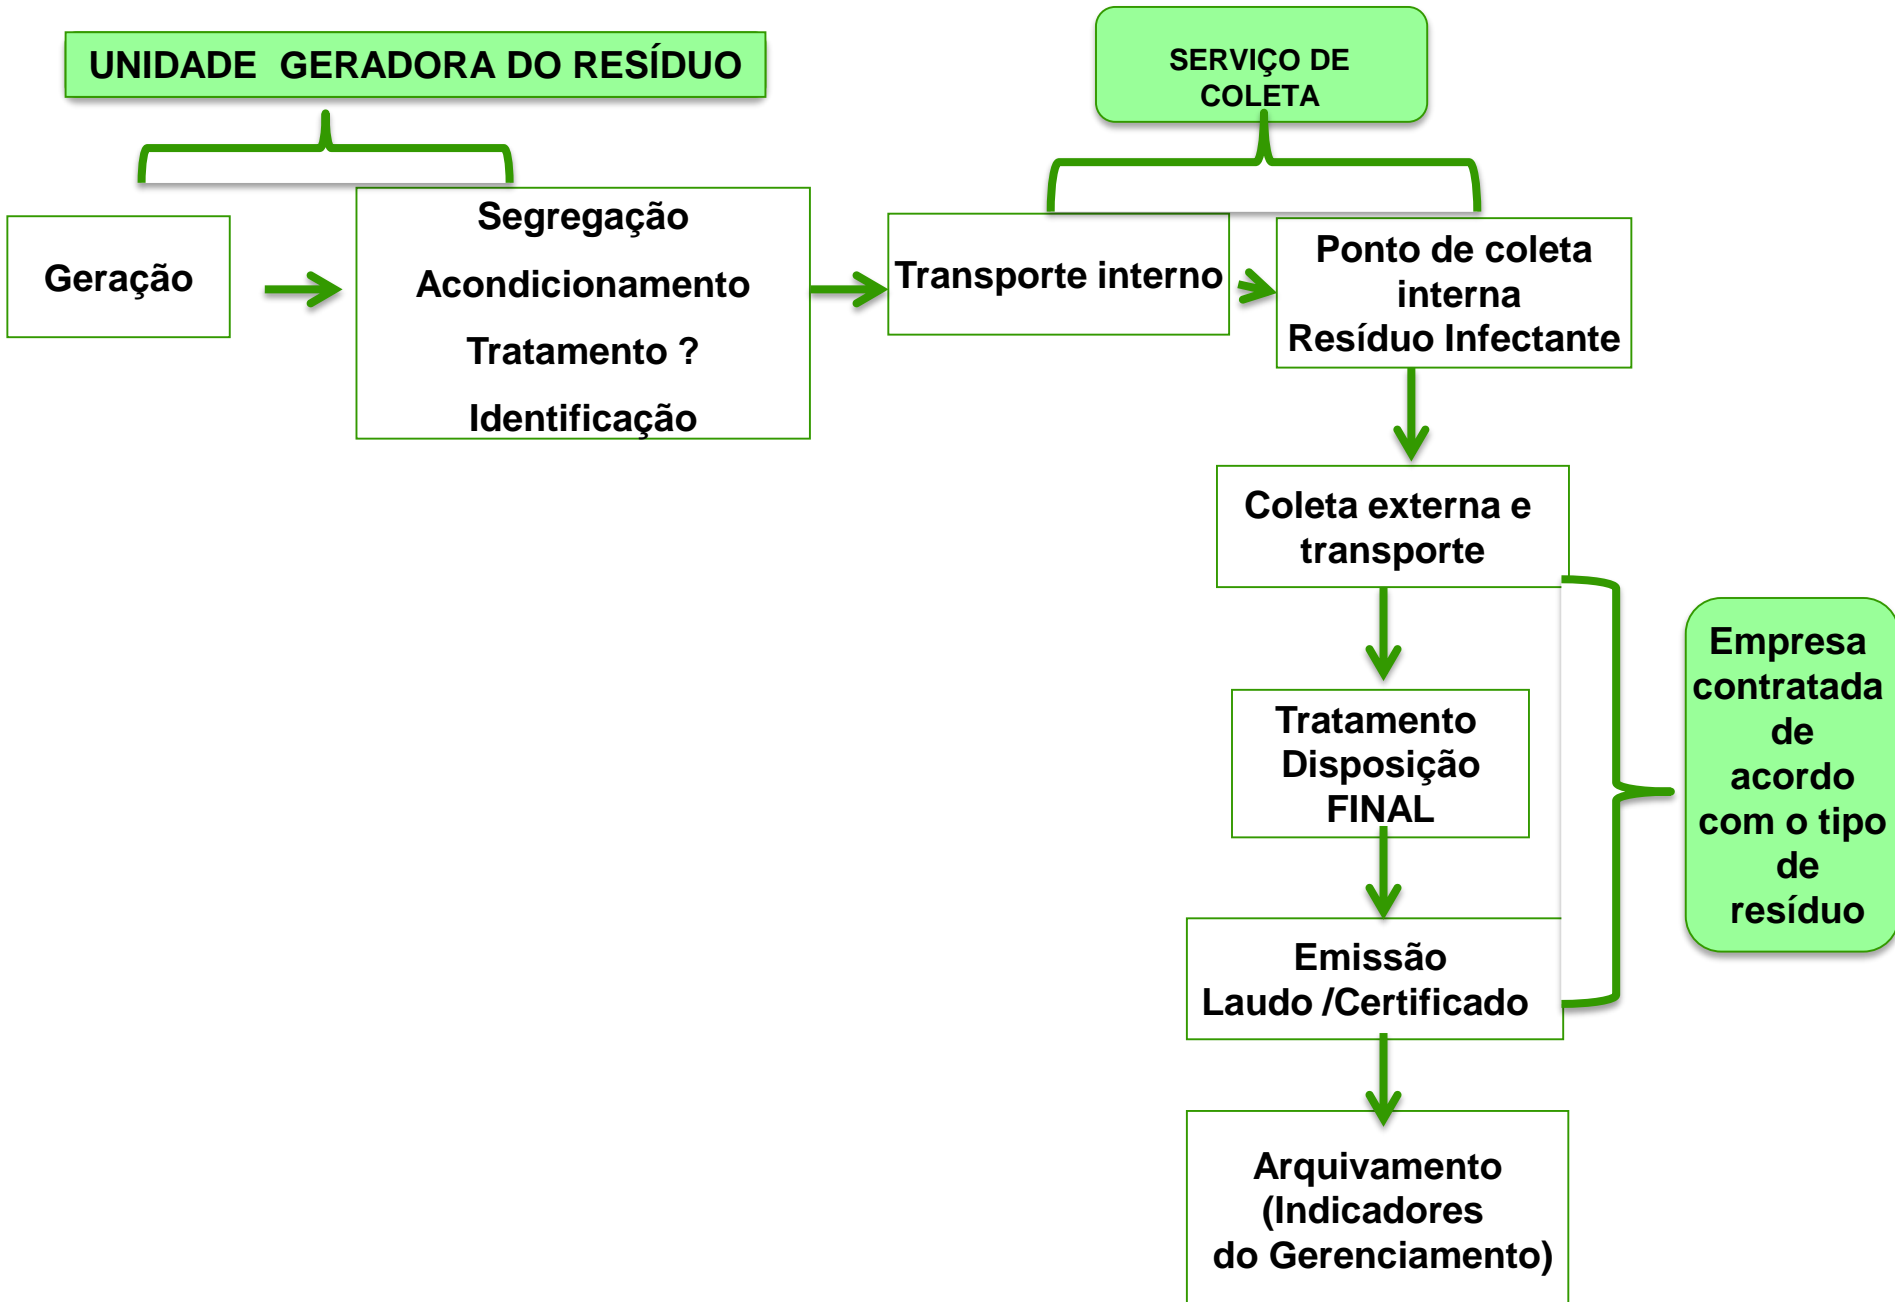 UNIDADE GERADORA DO RESÍDUO
SERVIÇO DE
COLETA
Geração
Segregação
Acondicionamento
Tratamento ?
Identificação
Transporte interno
Ponto de coleta
interna
Resíduo Infectante
Coleta externa e
transporte
Tratamento
Disposição
FINAL
Emissão
Laudo /Certificado
Empresa
contratada
de
acordo
com o tipo
de
resíduo
Arquivamento
(Indicadores
do Gerenciamento)